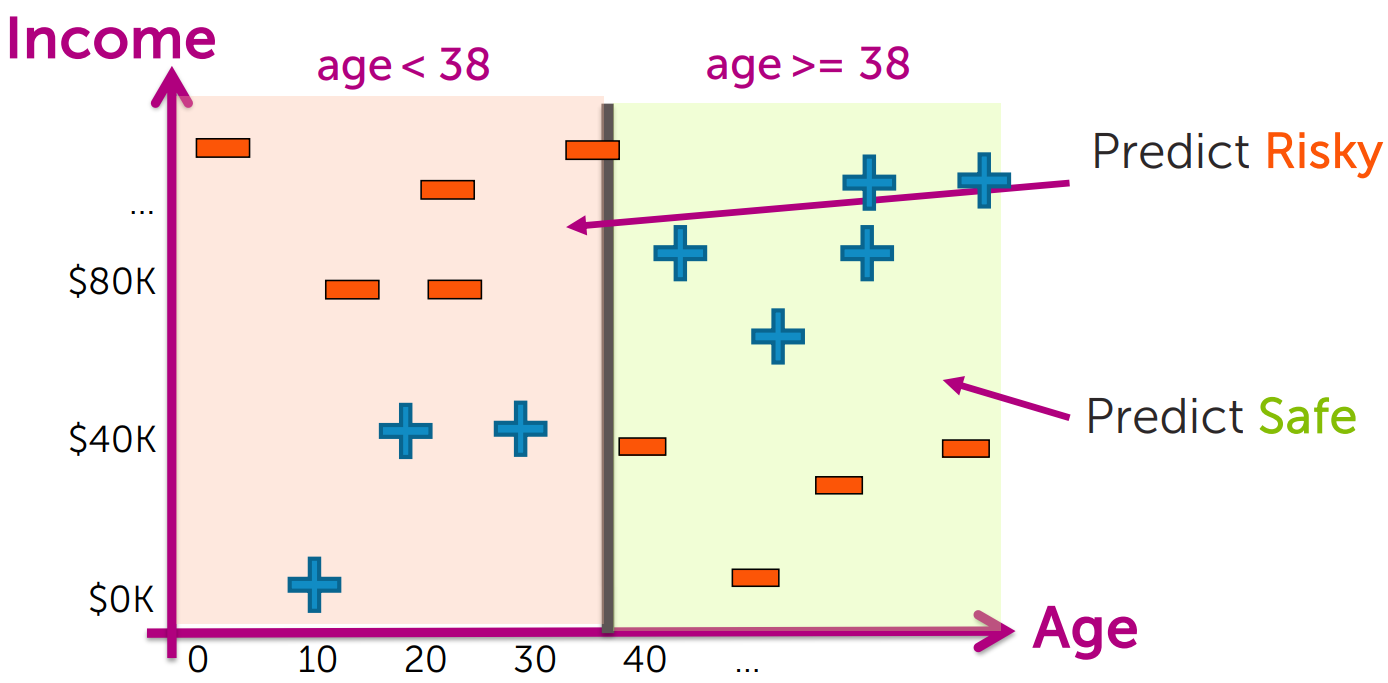 Income
age < 38
age >= 38
Predict Risky
...
$80K
Predict Safe
$40K
$0K
Age
0 10 20 30 40 ...